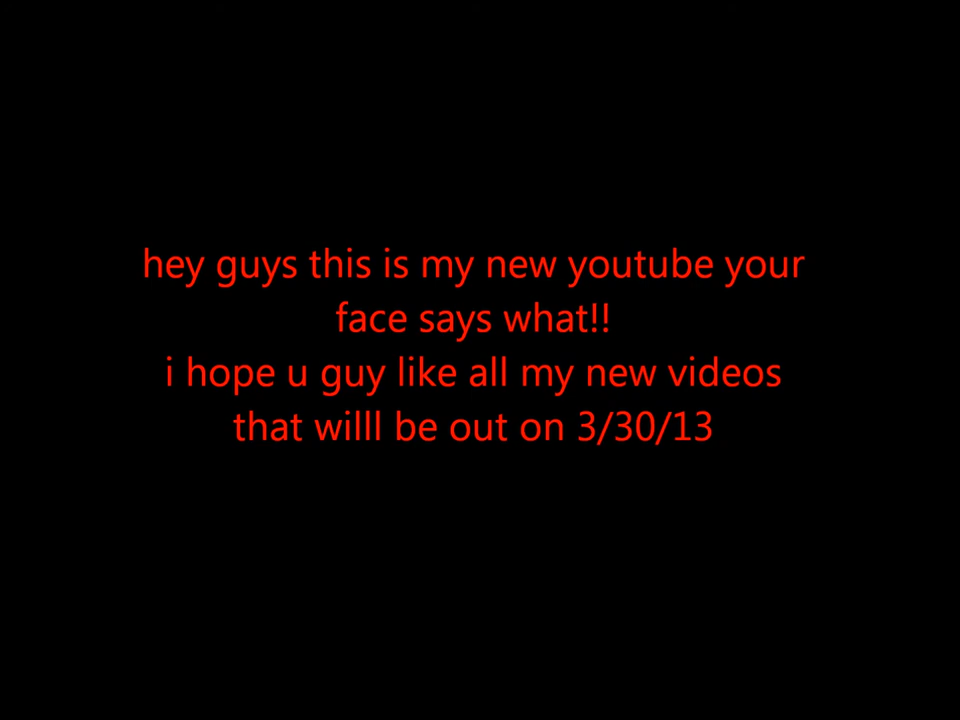 hey guys this is my new youtube your
face says what!!
i hope u guy like all my new videos
that willl be out on 3/30/13